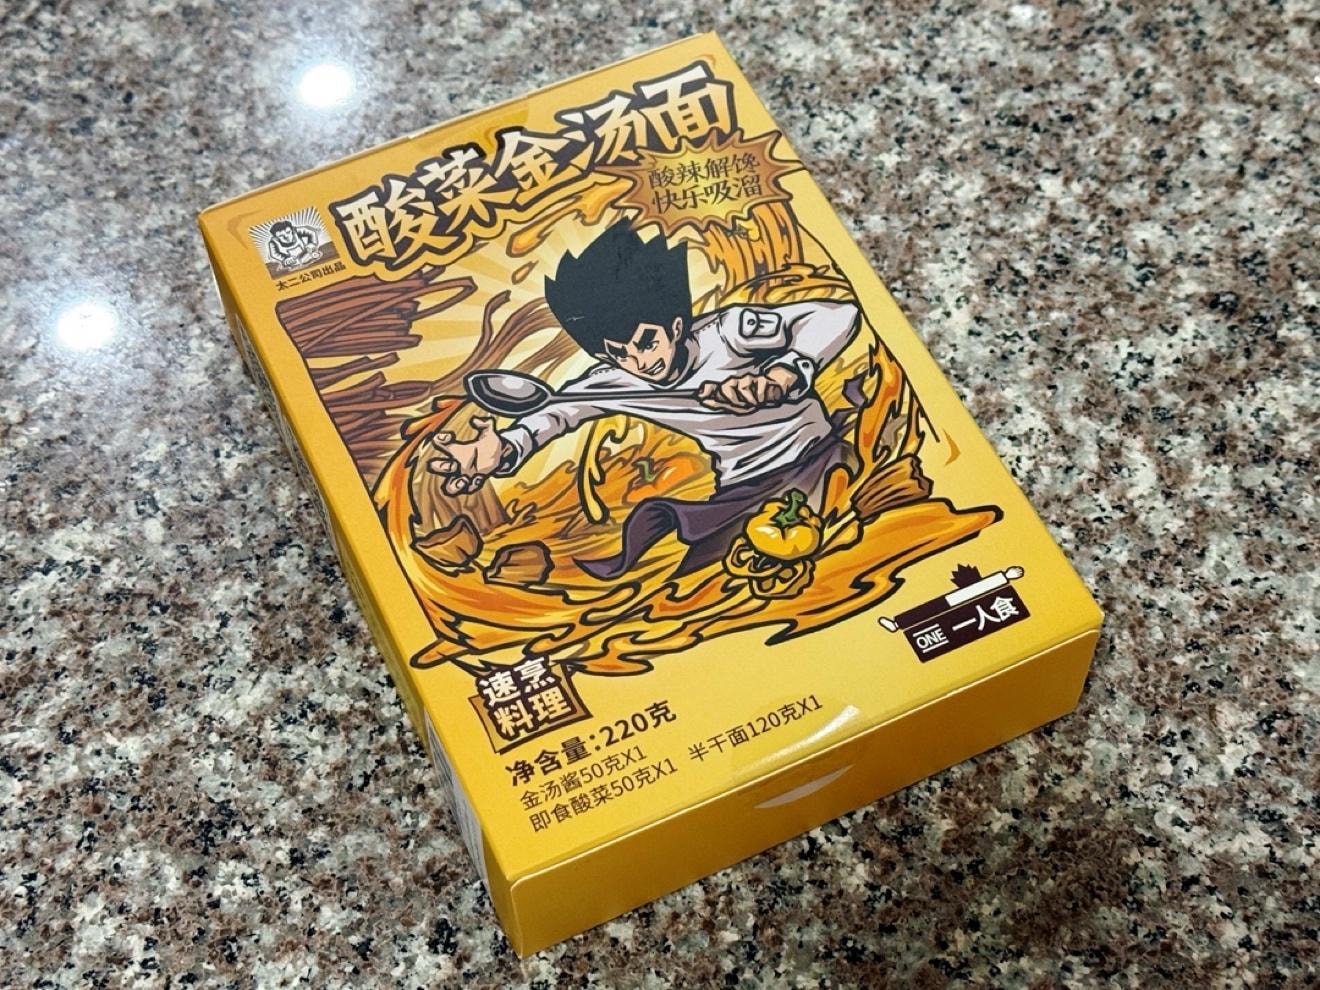 酸菜金汤面
酸辣解馋
快乐吸溜
太二公司出品
ONE 一人食
速烹
料理
净含量:220克
金汤酱50克X1 半干面120克X1
即食酸菜50克X1